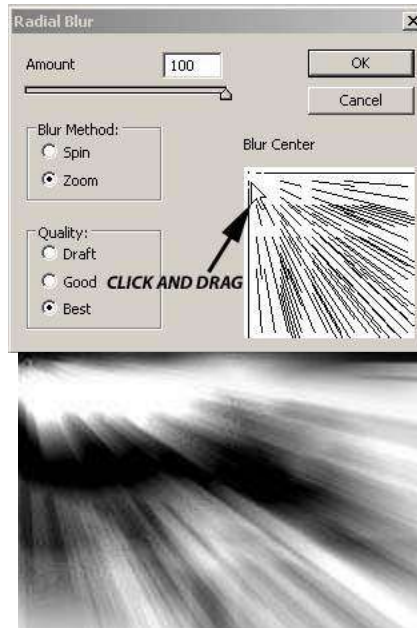 Radial Blur
Amount 100
OK
Cancel
Blur Method:
Spin
Zoom
Blur Center
Quality:
Draft
Good
Best
CLICK AND DRAG